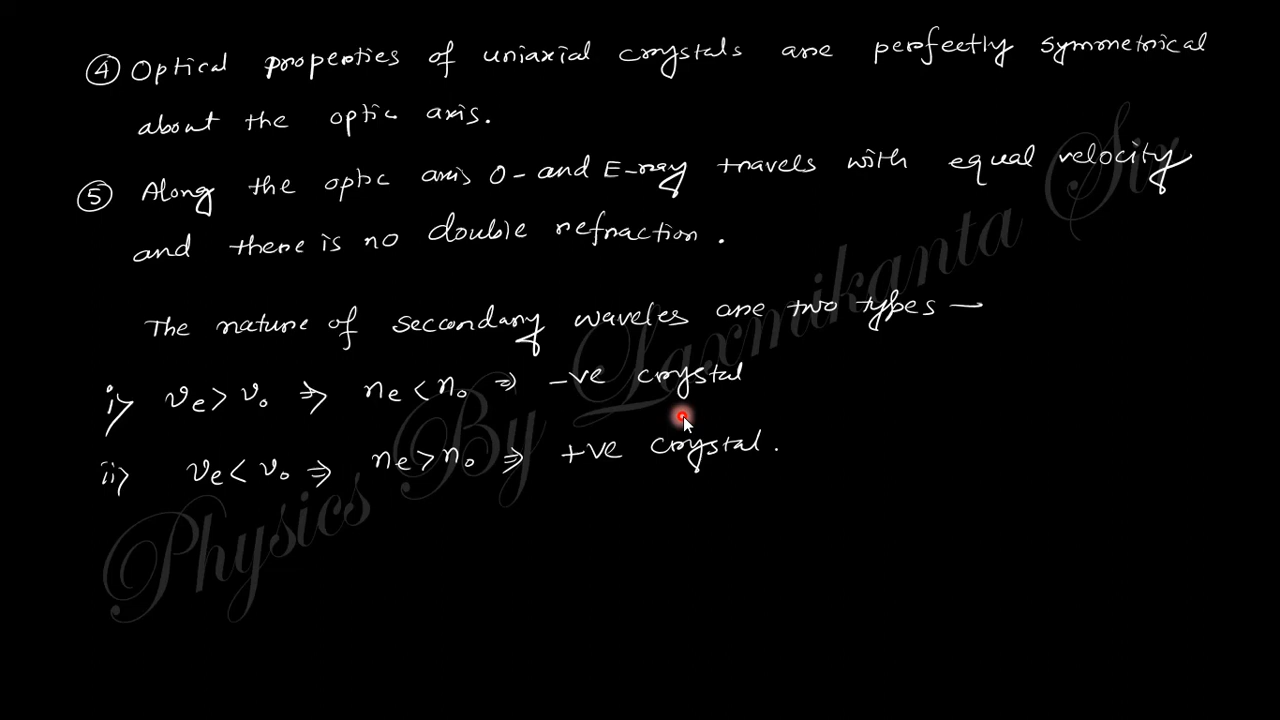 ④ Optical properties of uniaxial crystals are perfectly symmetrical
about the optic axis.
⑤ Along the optic axis O- and E-ray travels with equal velocity
and there is no double refraction.
The nature of seccondary waveles are two types —
i> ve > vo ⇒ ne < no ⇒ -ve crystal
ii> ve < vo ⇒ ne > no ⇒ +ve crystal.
Physics By Laxmikanta Sir